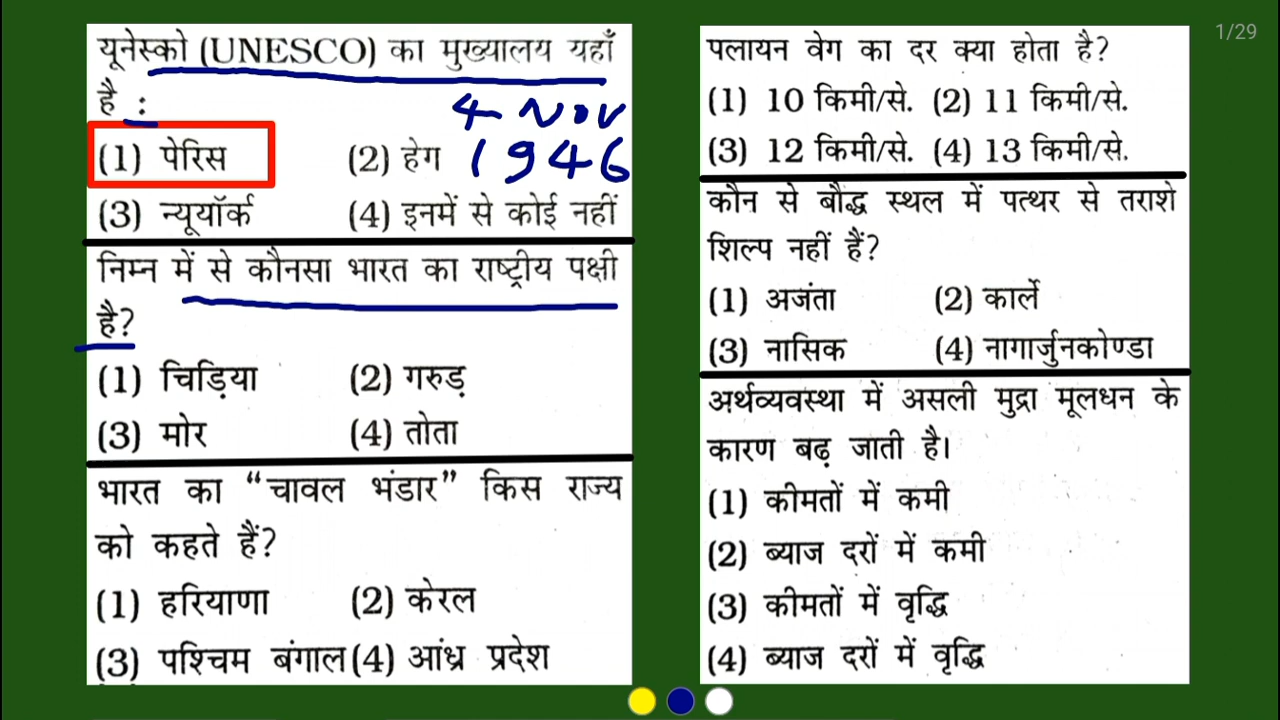 यूनेस्को (UNESCO) का मुख्यालय यहाँ
है :
4 Nov
(1) पेरिस (2) हेग 1946
(3) न्यूयॉर्क (4) इनमें से कोई नहीं
निम्न में से कौनसा भारत का राष्ट्रीय पक्षी
है?
(1) चिड़िया (2) गरुड़
(3) मोर (4) तोता
भारत का “चावल भंडार” किस राज्य
को कहते हैं?
(1) हरियाणा (2) केरल
(3) पश्चिम बंगाल (4) आंध्र प्रदेश
पलायन वेग का दर क्या होता है?
(1) 10 किमी/से. (2) 11 किमी/से.
(3) 12 किमी/से. (4) 13 किमी/से.
कौन से बौद्ध स्थल में पत्थर से तराशे
शिल्प नहीं हैं?
(1) अजंता (2) कार्ले
(3) नासिक (4) नागार्जुनकोण्डा
अर्थव्यवस्था में असली मुद्रा मूलधन के
कारण बढ़ जाती है।
(1) कीमतों में कमी
(2) ब्याज दरों में कमी
(3) कीमतों में वृद्धि
(4) ब्याज दरों में वृद्धि
1/29